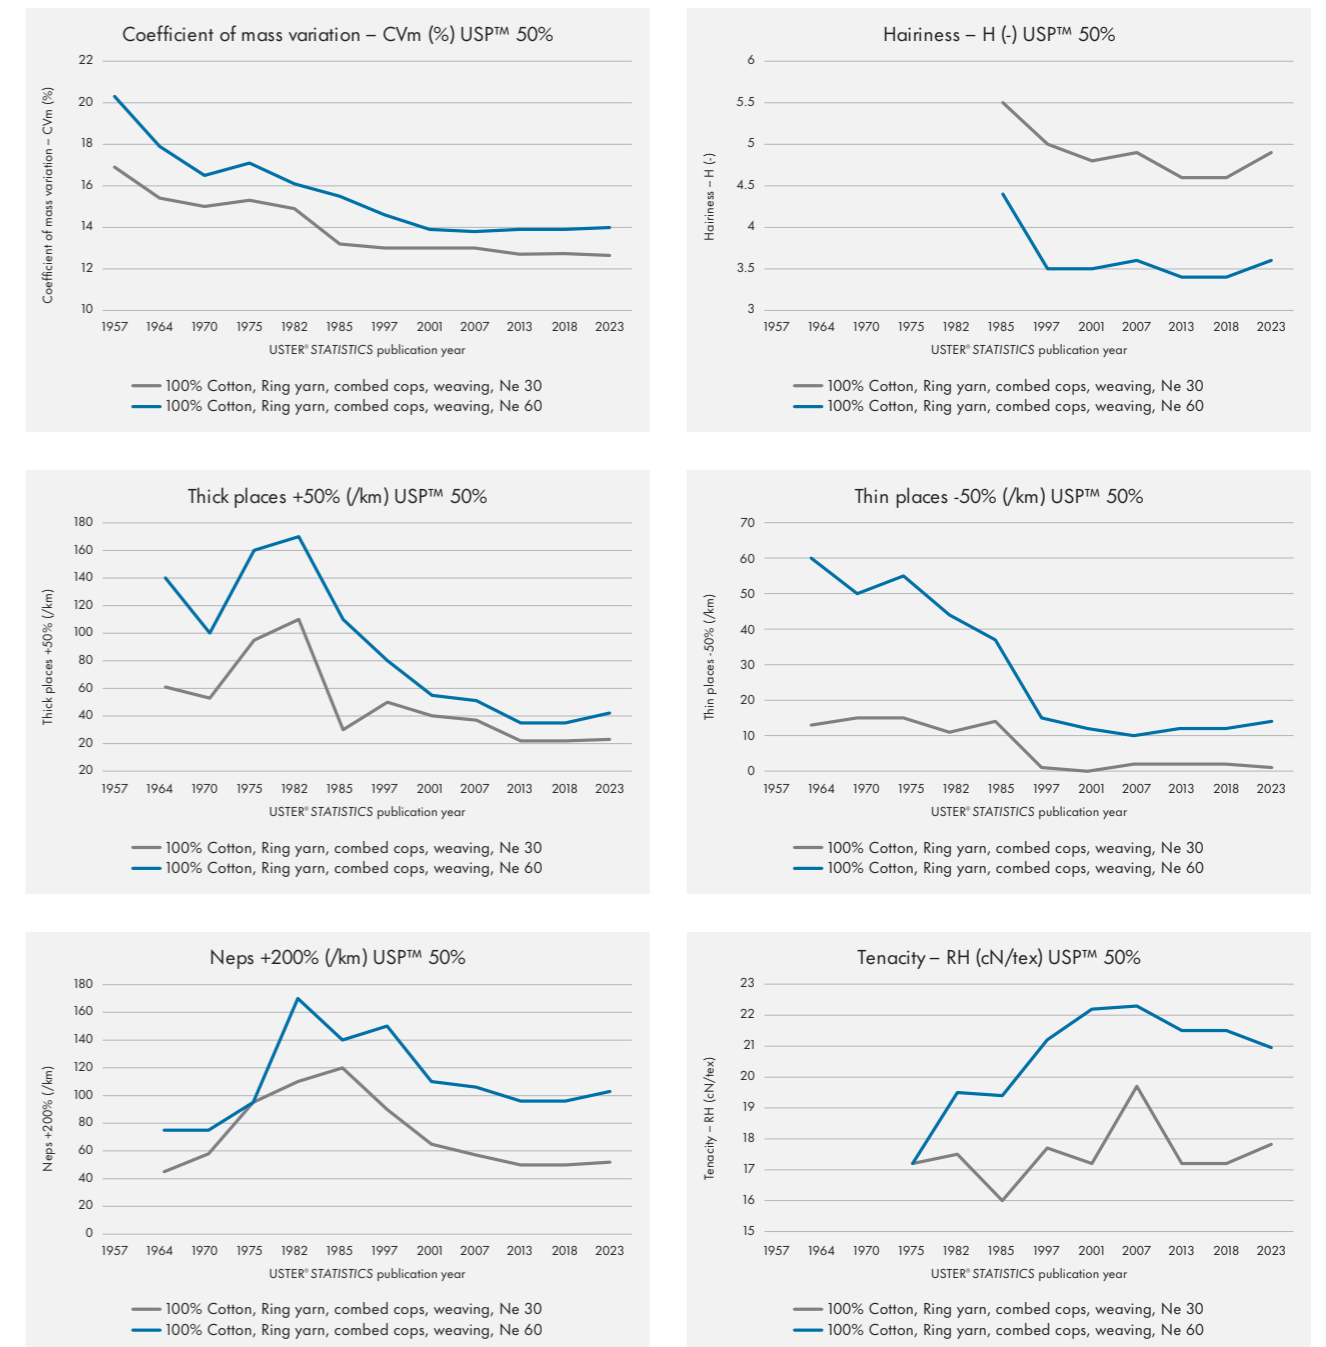 Coefficient of mass variation – CVm (%) USP™ 50%
Coefficient of mass variation – CVm (%)
22
20
18
16
14
12
10
1957 1964 1970 1975 1982 1985 1997 2001 2007 2013 2018 2023
USTER® STATISTICS publication year
100% Cotton, Ring yarn, combed cops, weaving, Ne 30
100% Cotton, Ring yarn, combed cops, weaving, Ne 60
Hairiness – H (-) USP™ 50%
Hairiness – H (-)
6
5.5
5
4.5
4
3.5
3
1957 1964 1970 1975 1982 1985 1997 2001 2007 2013 2018 2023
USTER® STATISTICS publication year
100% Cotton, Ring yarn, combed cops, weaving, Ne 30
100% Cotton, Ring yarn, combed cops, weaving, Ne 60
Thick places +50% (/km) USP™ 50%
Thick places +50% (/km)
180
160
140
120
100
80
60
40
20
20
1957 1964 1970 1975 1982 1985 1997 2001 2007 2013 2018 2023
USTER® STATISTICS publication year
100% Cotton, Ring yarn, combed cops, weaving, Ne 30
100% Cotton, Ring yarn, combed cops, weaving, Ne 60
Thin places -50% (/km) USP™ 50%
Thin places -50% (/km)
70
60
50
40
30
20
10
0
1957 1964 1970 1975 1982 1985 1997 2001 2007 2013 2018 2023
USTER® STATISTICS publication year
100% Cotton, Ring yarn, combed cops, weaving, Ne 30
100% Cotton, Ring yarn, combed cops, weaving, Ne 60
Neps +200% (/km) USP™ 50%
Neps +200% (/km)
180
160
140
120
100
80
60
40
20
0
1957 1964 1970 1975 1982 1985 1997 2001 2007 2013 2018 2023
USTER® STATISTICS publication year
100% Cotton, Ring yarn, combed cops, weaving, Ne 30
100% Cotton, Ring yarn, combed cops, weaving, Ne 60
Tenacity – RH (cN/tex) USP™ 50%
Tenacity – RH (cN/tex)
23
22
21
20
19
18
17
16
15
1957 1964 1970 1975 1982 1985 1997 2001 2007 2013 2018 2023
USTER® STATISTICS publication year
100% Cotton, Ring yarn, combed cops, weaving, Ne 30
100% Cotton, Ring yarn, combed cops, weaving, Ne 60